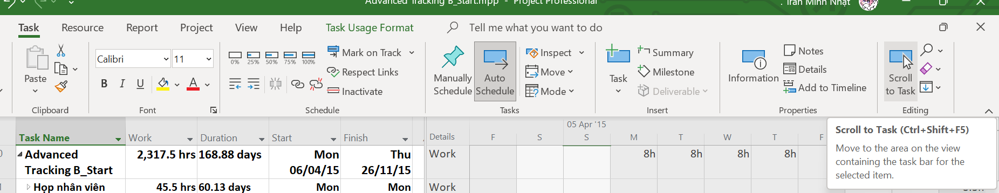 Advanced Tracking B_Start.mpp - Project Professional
. Trần Minh Nhật
Task Resource Report Project View Help Task Usage Format Tell me what you want to do
Paste
Clipboard
Calibri 11
B I U A
Font
0% 25% 50% 75% 100%
Mark on Track
Respect Links
Inactivate
Schedule
Manually Schedule
Auto Schedule
Inspect
Move
Mode
Tasks
Task
Summary
Milestone
Deliverable
Insert
Information
Notes
Details
Add to Timeline
Properties
Scroll to Task
Editing
Scroll to Task (Ctrl+Shift+F5)
Move to the area on the view
containing the task bar for the
selected item.
05 Apr '15
Task Name Work Duration Start Finish Details F S S M T W T F
Advanced Tracking B_Start 2,317.5 hrs 168.88 days Mon 06/04/15 Thu 26/11/15 Work 8h 8h 8h 8h
Họp nhân viên 45.5 hrs 60.13 days Mon Mon Work